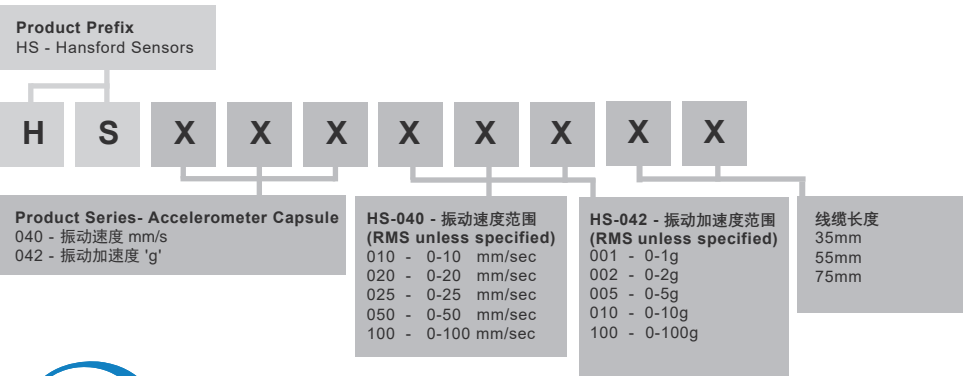 Product Prefix
HS - Hansford Sensors
H S X X X X X X X X
Product Series- Accelerometer Capsule
040 - 振动速度 mm/s
042 - 振动加速度 'g'
HS-040 - 振动速度范围
(RMS unless specified)
010 - 0-10 mm/sec
020 - 0-20 mm/sec
025 - 0-25 mm/sec
050 - 0-50 mm/sec
100 - 0-100 mm/sec
HS-042 - 振动加速度范围
(RMS unless specified)
001 - 0-1g
002 - 0-2g
005 - 0-5g
010 - 0-10g
100 - 0-100g
线缆长度
35mm
55mm
75mm